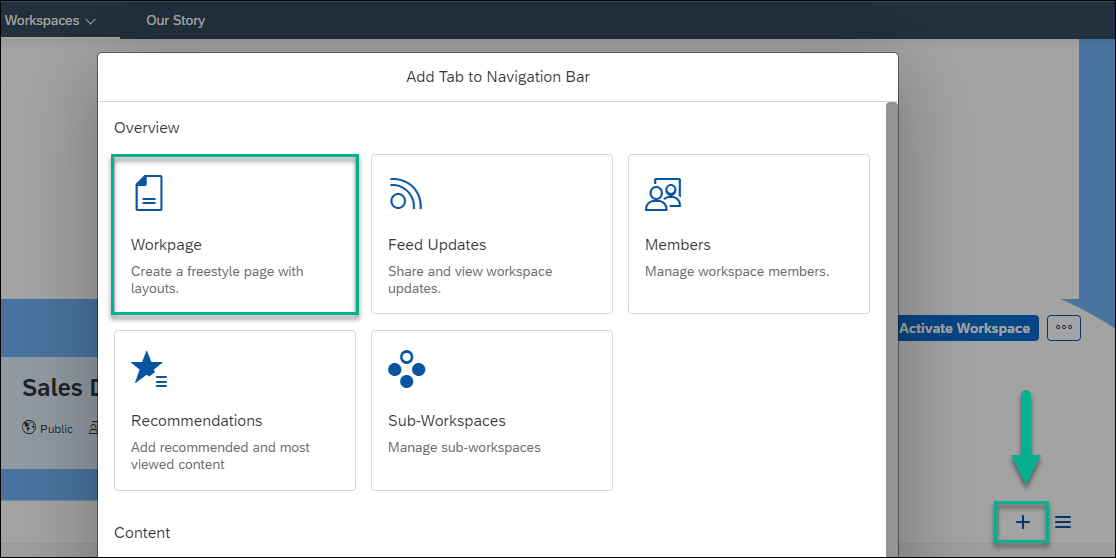 Workspaces
Our Story
Add Tab to Navigation Bar
Overview
Workpage
Create a freestyle page with
layouts.
Feed Updates
Share and view workspace
updates.
Members
Manage workspace members.
Activate Workspace
Recommendations
Add recommended and most
viewed content
Sub-Workspaces
Manage sub-workspaces
Sales D
Public
Content